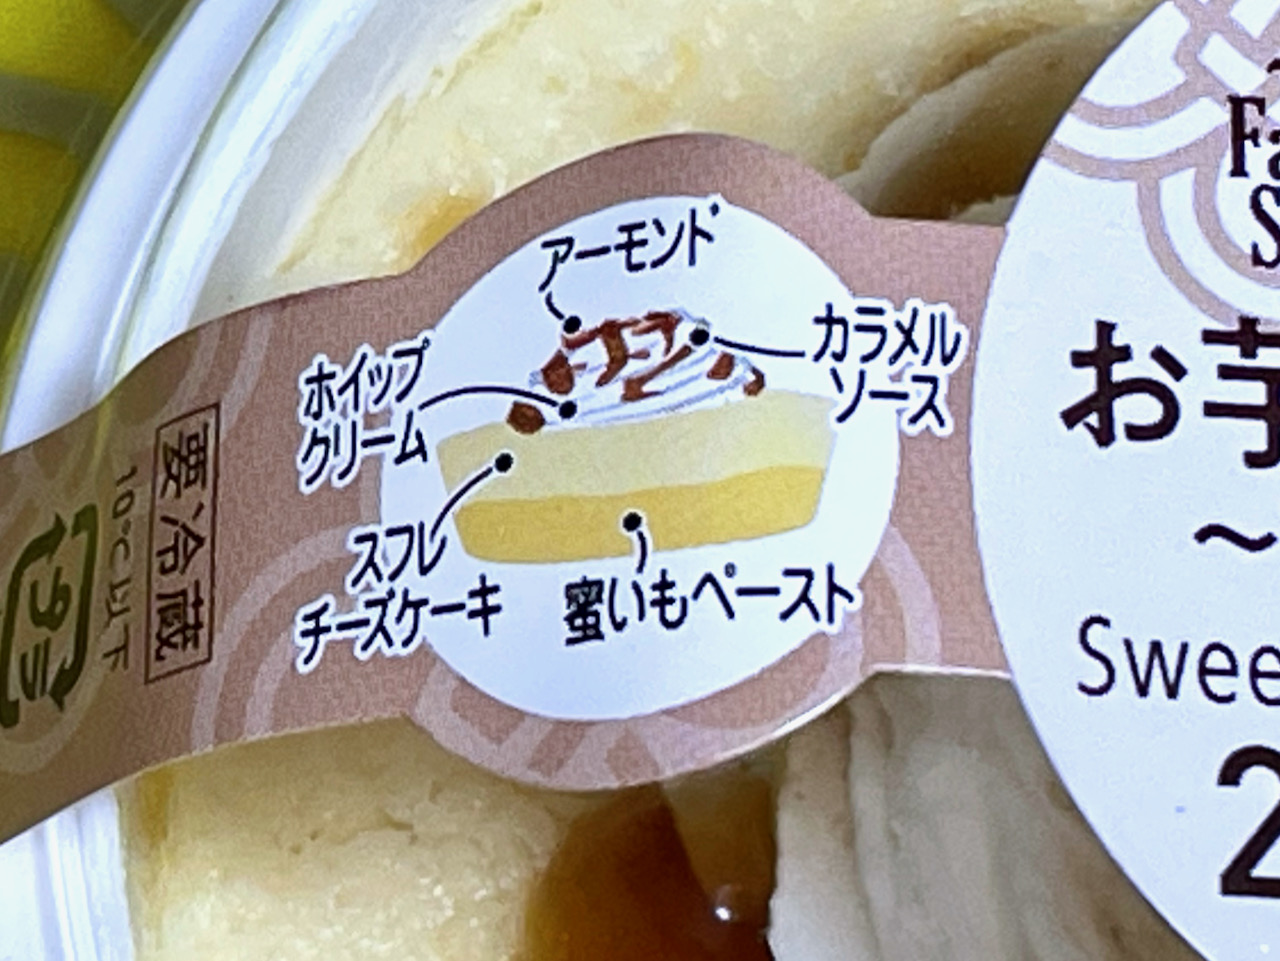 アーモンド
カラメル
ソース
ホイップ
クリーム
スフレ
チーズケーキ
蜜いもペースト
要冷蔵
10℃以下
プラ
お芋
～